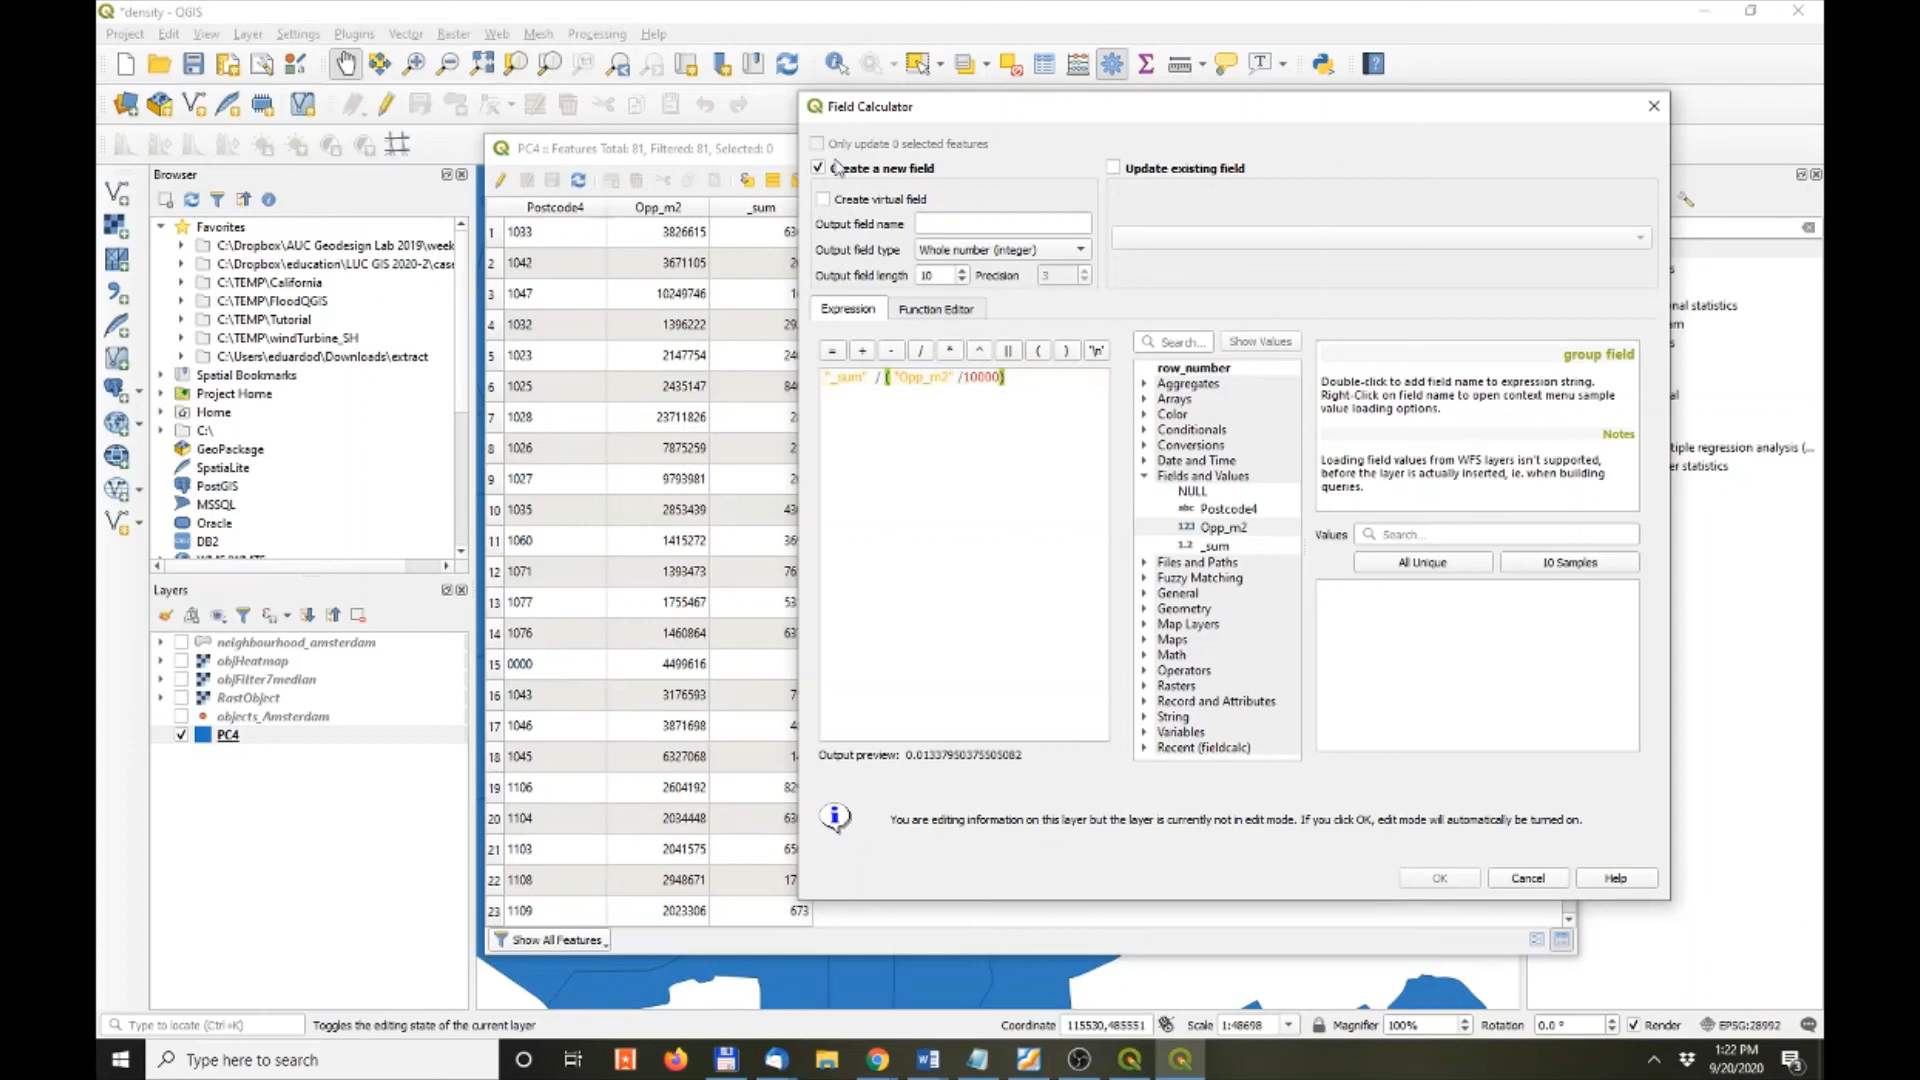 *density - QGIS
Project Edit View Layer Settings Plugins Vector Raster Web Mesh Processing Help
Field Calculator
Only update 0 selected features
Create a new field
Update existing field
Create virtual field
Output field name
Output field type Whole number (integer)
Output field length 10 Precision 3
Expression Function Editor
= + - / * ^ || ( ) '\n'
"_sum" / ( "Opp_m2" /10000)
Output preview: 0.01337950375505082
Search... Show Values
row_number
Aggregates
Arrays
Color
Conditionals
Conversions
Date and Time
Fields and Values
NULL
abc Postcode4
123 Opp_m2
1.2 _sum
Files and Paths
Fuzzy Matching
General
Geometry
Map Layers
Maps
Math
Operators
Rasters
Record and Attributes
String
Variables
Recent (fieldcalc)
group field
Double-click to add field name to expression string.
Right-Click on field name to open context menu sample
value loading options.
Notes
Loading field values from WFS layers isn't supported,
before the layer is actually inserted, ie. when building
queries.
Values Search...
All Unique 10 Samples
You are editing information on this layer but the layer is currently not in edit mode. If you click OK, edit mode will automatically be turned on.
OK Cancel Help
PC4 :: Features Total: 81, Filtered: 81, Selected: 0
Postcode4 Opp_m2 _sum
1 1033 3826615
2 1042 3671105
3 1047 10249746
4 1032 1396222
5 1023 2147754
6 1025 2435147
7 1028 23711826
8 1026 7875259
9 1027 9793981
10 1035 2853439
11 1060 1415272
12 1071 1393473
13 1077 1755467
14 1076 1460864
15 0000 4499616
16 1043 3176593
17 1046 3871698
18 1045 6327068
19 1106 2604192
20 1104 2034448
21 1103 2041575
22 1108 2948671
23 1109 2023306 673
Show All Features
Browser
Favorites
C:\Dropbox\AUC Geodesign Lab 2019\week
C:\Dropbox\education\LUC GIS 2020-2\case
C:\TEMP\California
C:\TEMP\FloodQGIS
C:\TEMP\Tutorial
C:\TEMP\windTurbine_SH
C:\Users\eduardod\Downloads\extract
Spatial Bookmarks
Project Home
Home
C:\
GeoPackage
SpatiaLite
PostGIS
MSSQL
Oracle
DB2
Layers
neighbourhood_amsterdam
objHeatmap
objFilter7median
RastObject
objects_Amsterdam
PC4
nal statistics
tiple regression analysis (...
er statistics
Type to locate (Ctrl+K) Toggles the editing state of the current layer
Coordinate 115530,485551 Scale 1:48698 Magnifier 100% Rotation 0.0 ° Render EPSG:28992
Type here to search
1:22 PM
9/20/2020
3